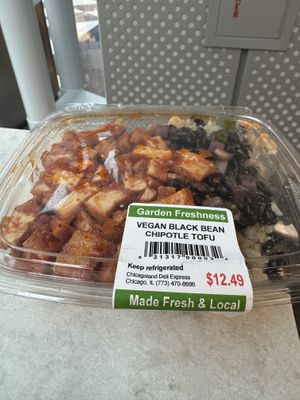 Garden Freshness
VEGAN BLACK BEAN
CHIPOTLE TOFU
Keep refrigerated
Chicagoland Deli Express
Chicago, IL (773) 470-8686
$12.49
Made Fresh & Local